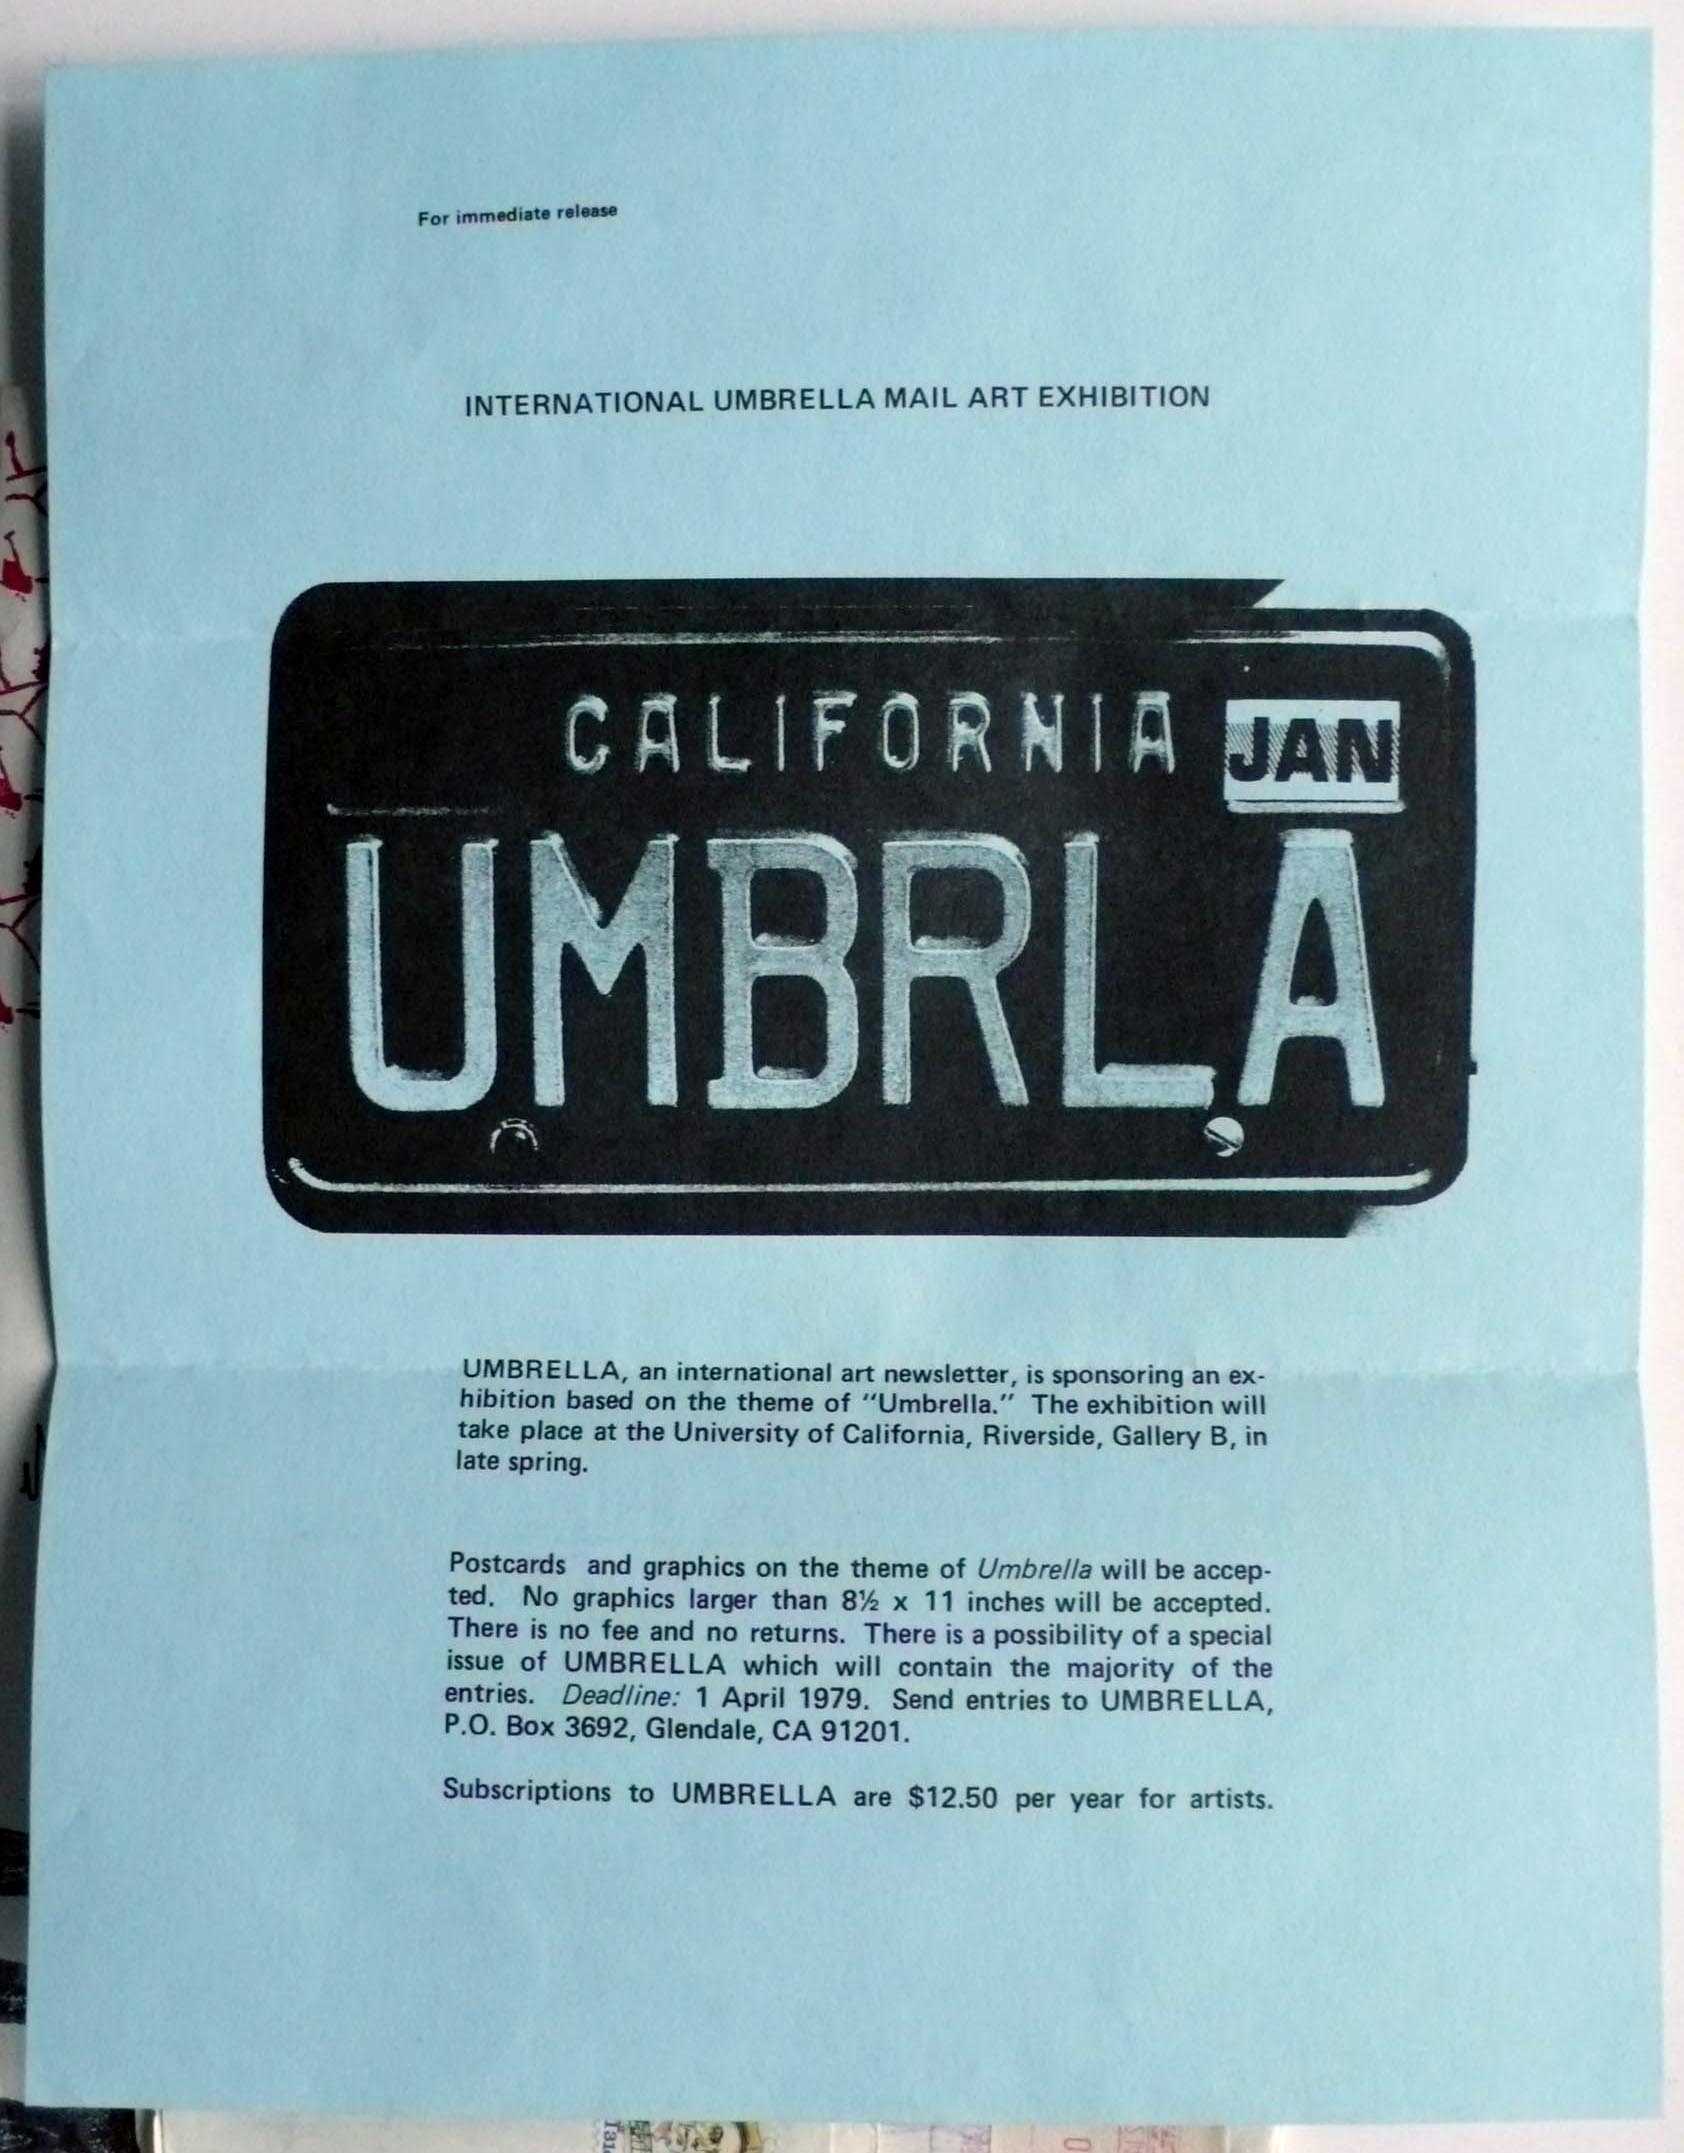 For immediate release
INTERNATIONAL UMBRELLA MAIL ART EXHIBITION
CALIFORNIA JAN
UMBRLA
UMBRELLA, an international art newsletter, is sponsoring an ex-
hibition based on the theme of "Umbrella." The exhibition will
take place at the University of California, Riverside, Gallery B, in
late spring.
Postcards and graphics on the theme of Umbrella will be accep-
ted. No graphics larger than 8½ x 11 inches will be accepted.
There is no fee and no returns. There is a possibility of a special
issue of UMBRELLA which will contain the majority of the
entries. Deadline: 1 April 1979. Send entries to UMBRELLA,
P.O. Box 3692, Glendale, CA 91201.
Subscriptions to UMBRELLA are $12.50 per year for artists.